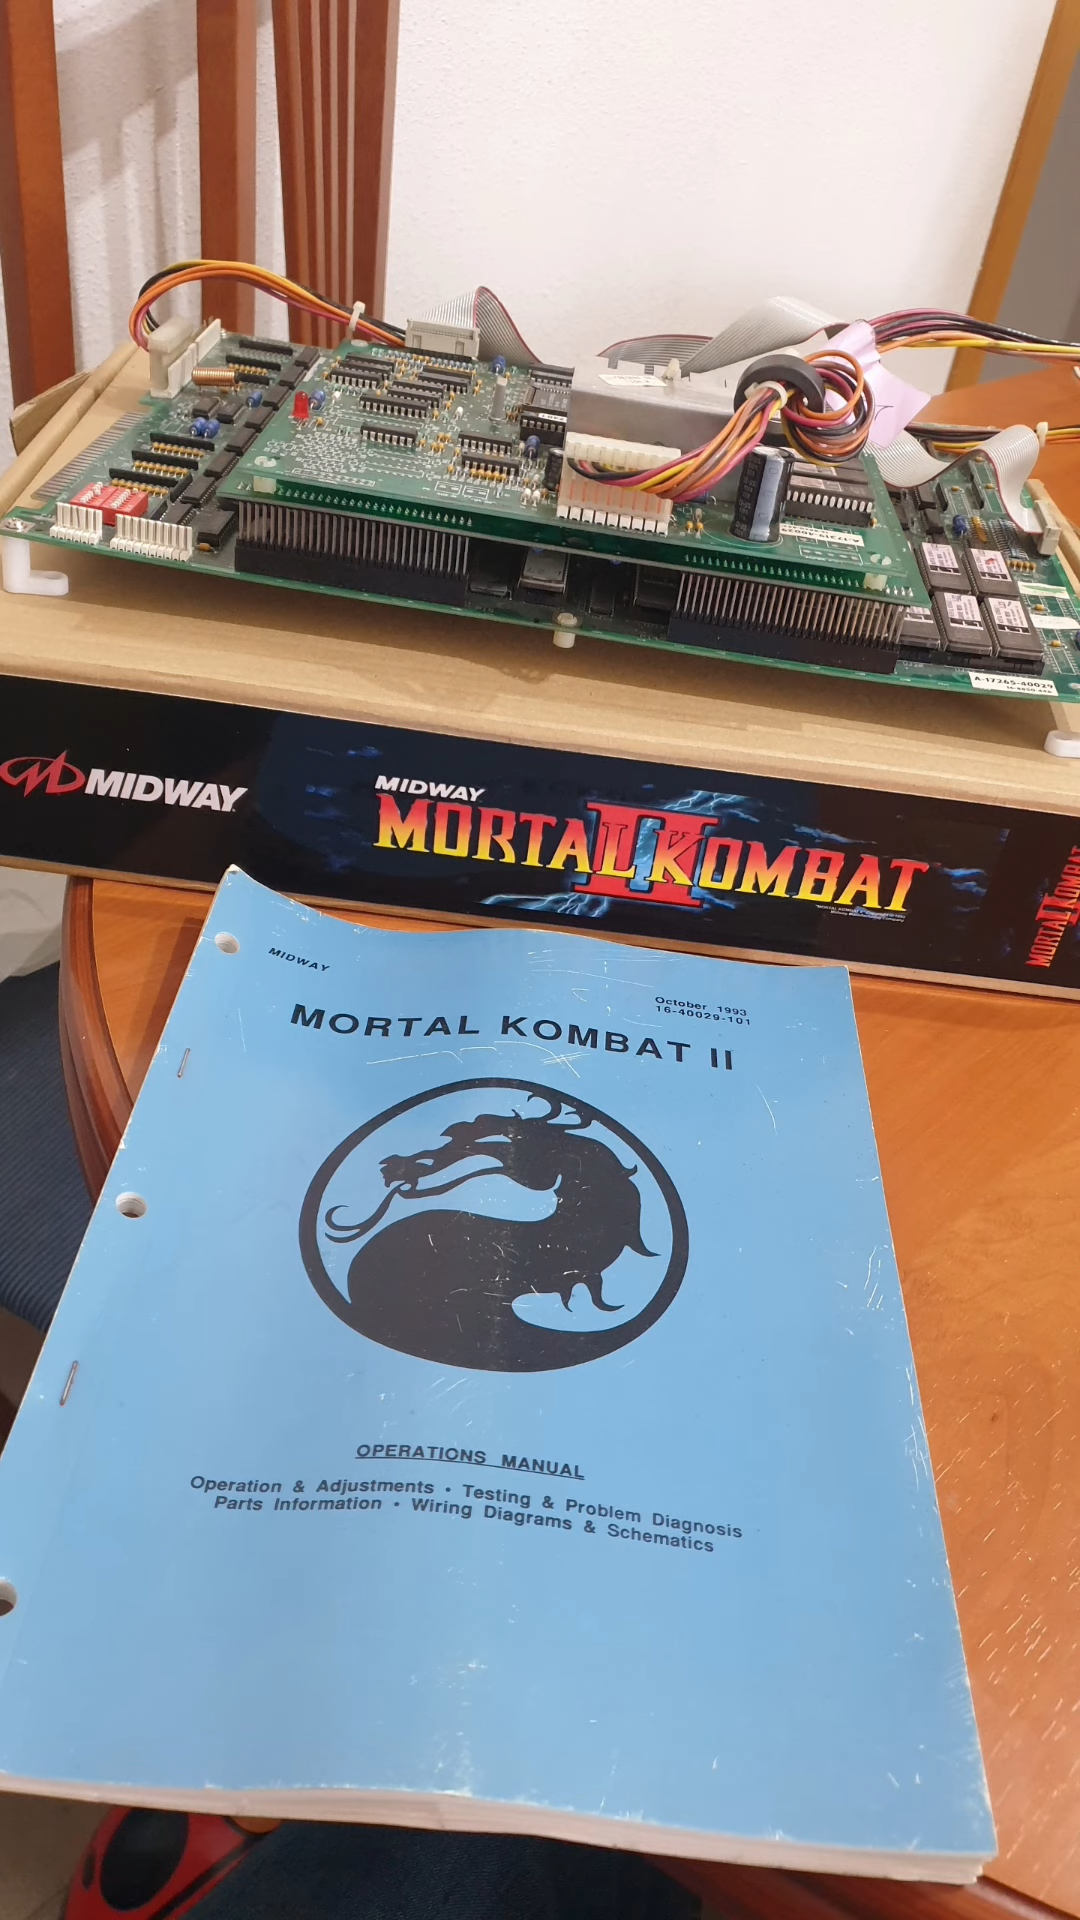 A-17265-40029
MIDWAY
MIDWAY
MORTAL KOMBAT
II
MORTAL KOMBAT
II
MIDWAY
October 1993
16-40029-101
MORTAL KOMBAT II
OPERATIONS MANUAL
Operation & Adjustments • Testing & Problem Diagnosis
Parts Information • Wiring Diagrams & Schematics